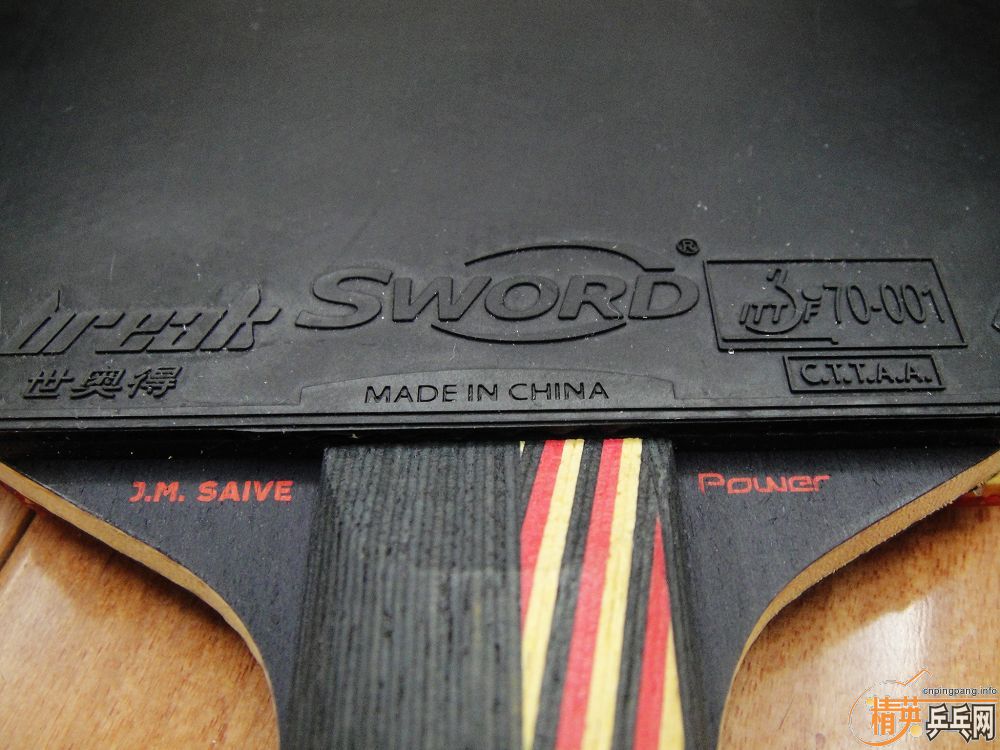 break
世奥得
SWORD®
MADE IN CHINA
ITTF 70-001
C.T.T.A.A.
J.M. SAIVE
Power
cnpingpang.info
精英乒乓网